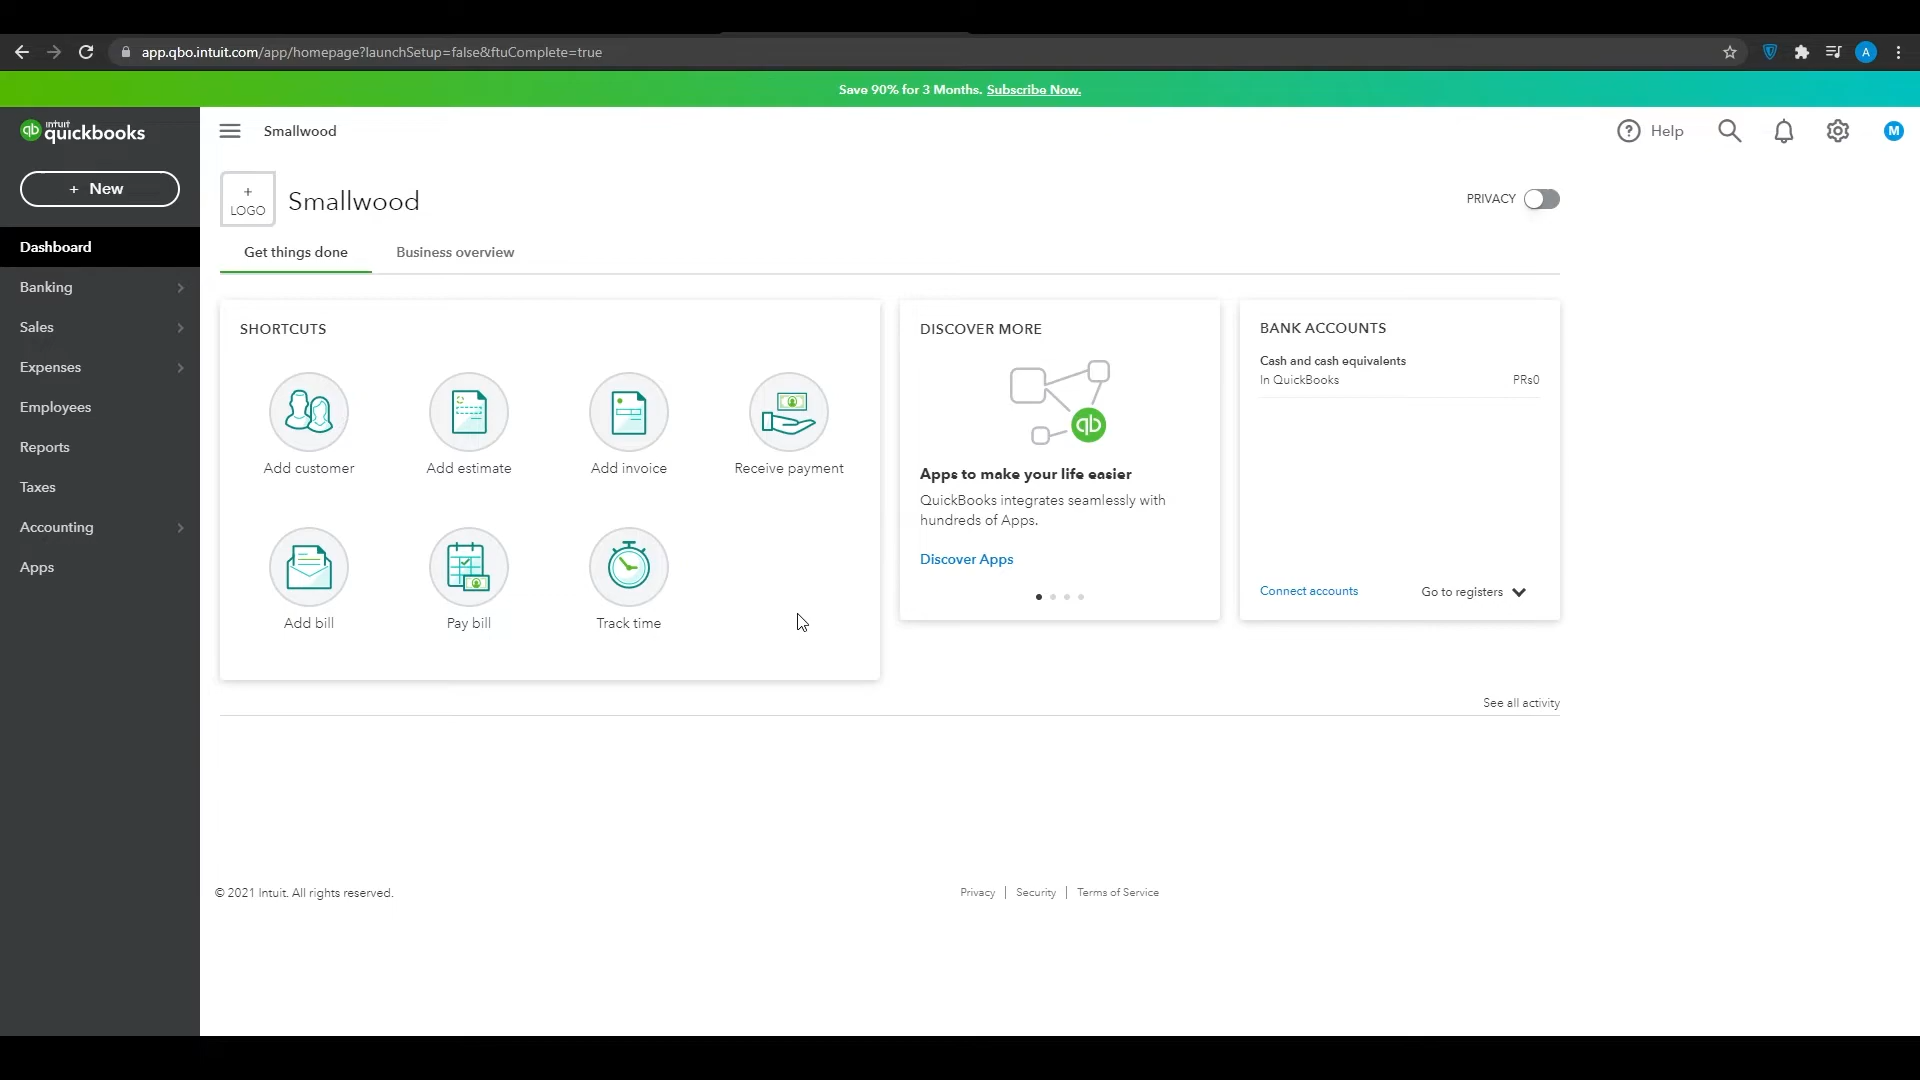 app.qbo.intuit.com/app/homepage?launchSetup=false&ftuComplete=true
A
Save 90% for 3 Months. Subscribe Now.
qb intuit quickbooks
Smallwood
Help
M
+ New
+ LOGO
Smallwood
PRIVACY
Dashboard
Banking
Sales
Expenses
Employees
Reports
Taxes
Accounting
Apps
Get things done
Business overview
SHORTCUTS
Add customer
Add estimate
Add invoice
Receive payment
Add bill
Pay bill
Track time
DISCOVER MORE
qb
Apps to make your life easier
QuickBooks integrates seamlessly with
hundreds of Apps.
Discover Apps
BANK ACCOUNTS
Cash and cash equivalents
In QuickBooks PRs0
Connect accounts
Go to registers
See all activity
© 2021 Intuit. All rights reserved.
Privacy | Security | Terms of Service